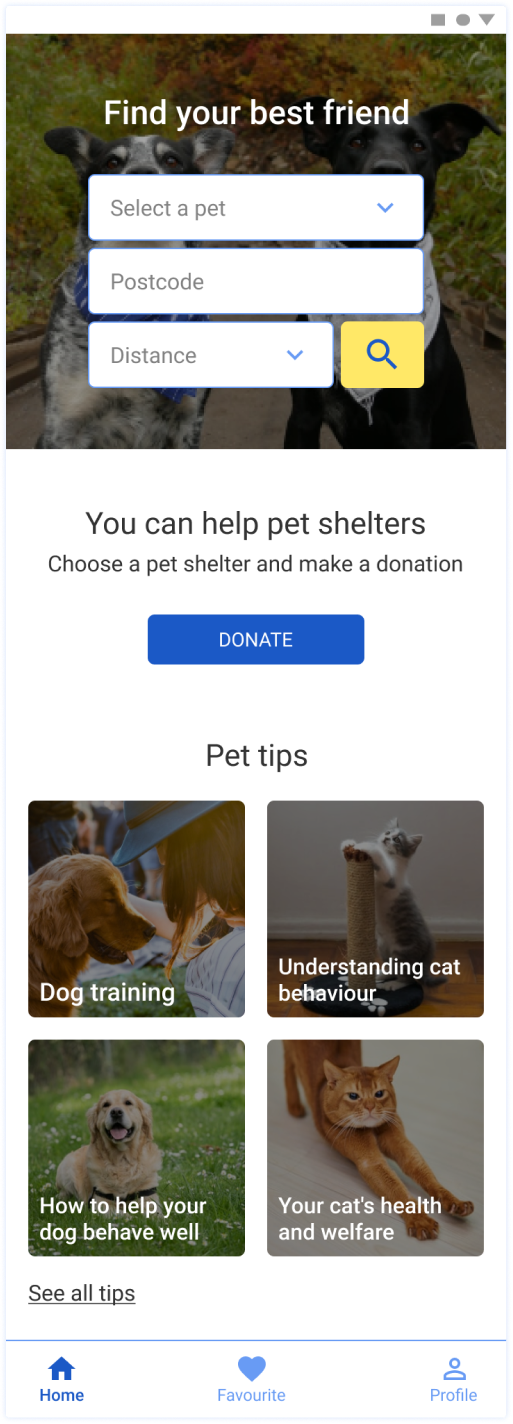 Find your best friend
Select a pet
Postcode
Distance
You can help pet shelters
Choose a pet shelter and make a donation
DONATE
Pet tips
Dog training
Understanding cat
behaviour
How to help your
dog behave well
Your cat's health
and welfare
See all tips
Home
Favourite
Profile